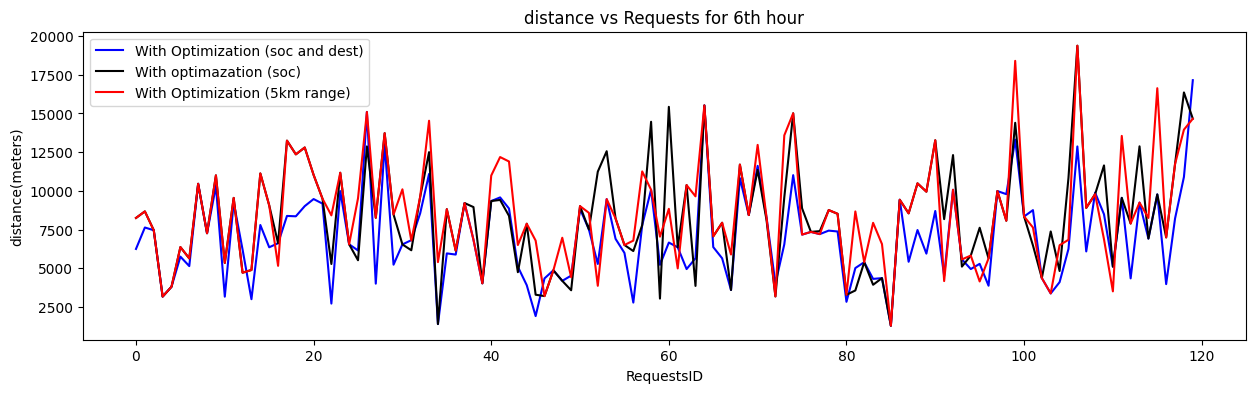 distance vs Requests for 6th hour
With Optimization (soc and dest)
With optimazation (soc)
With Optimization (5km range)
distance(meters)
20000
17500
15000
12500
10000
7500
5000
2500
0 20 40 60 80 100 120
RequestsID